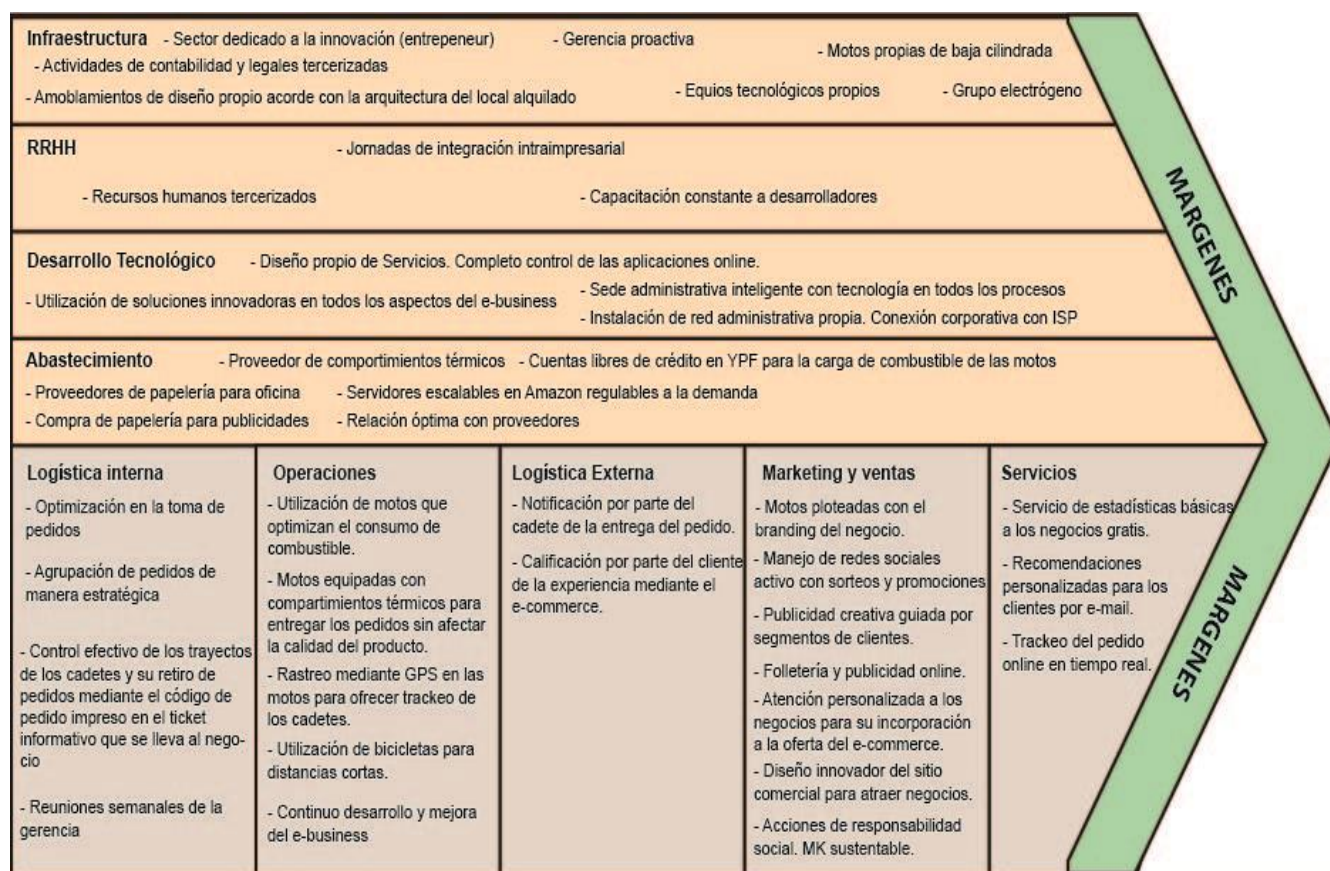 Infraestructura - Sector dedicado a la innovación (entrepeneur) - Gerencia proactiva - Motos propias de baja cilindrada
- Actividades de contabilidad y legales tercerizadas
- Amoblamientos de diseño propio acorde con la arquitectura del local alquilado - Equios tecnológicos propios - Grupo electrógeno
RRHH - Jornadas de integración intraimpresarial
- Recursos humanos tercerizados - Capacitación constante a desarrolladores
Desarrollo Tecnológico - Diseño propio de Servicios. Completo control de las aplicaciones online.
- Utilización de soluciones innovadoras en todos los aspectos del e-business - Sede administrativa inteligente con tecnología en todos los procesos
- Instalación de red administrativa propia. Conexión corporativa con ISP
Abastecimiento - Proveedor de comportimientos térmicos - Cuentas libres de crédito en YPF para la carga de combustible de las motos
- Proveedores de papelería para oficina - Servidores escalables en Amazon regulables a la demanda
- Compra de papelería para publicidades - Relación óptima con proveedores
MARGENES
Logística interna
- Optimización en la toma de
pedidos
- Agrupación de pedidos de
manera estratégica
- Control efectivo de los trayectos
de los cadetes y su retiro de
pedidos mediante el código de
pedido impreso en el ticket
informativo que se lleva al nego-
cio
- Reuniones semanales de la
gerencia
Operaciones
- Utilización de motos que
optimizan el consumo de
combustible.
- Motos equipadas con
compartimientos térmicos para
entregar los pedidos sin afectar
la calidad del producto.
- Rastreo mediante GPS en las
motos para ofrecer trackeo de
los cadetes.
- Utilización de bicicletas para
distancias cortas.
- Continuo desarrollo y mejora
del e-business
Logística Externa
- Notificación por parte del
cadete de la entrega del pedido.
- Calificación por parte del cliente
de la experiencia mediante el
e-commerce.
Marketing y ventas
- Motos ploteadas con el
branding del negocio.
- Manejo de redes sociales
activo con sorteos y promociones
- Publicidad creativa guiada por
segmentos de clientes.
- Folletería y publicidad online.
- Atención personalizada a los
negocios para su incorporación
a la oferta del e-commerce.
- Diseño innovador del sitio
comercial para atraer negocios.
- Acciones de responsabilidad
social. MK sustentable.
Servicios
- Servicio de estadísticas básicas
a los negocios gratis.
- Recomendaciones
personalizadas para los
clientes por e-mail.
- Trackeo del pedido
online en tiempo real.
MARGENES